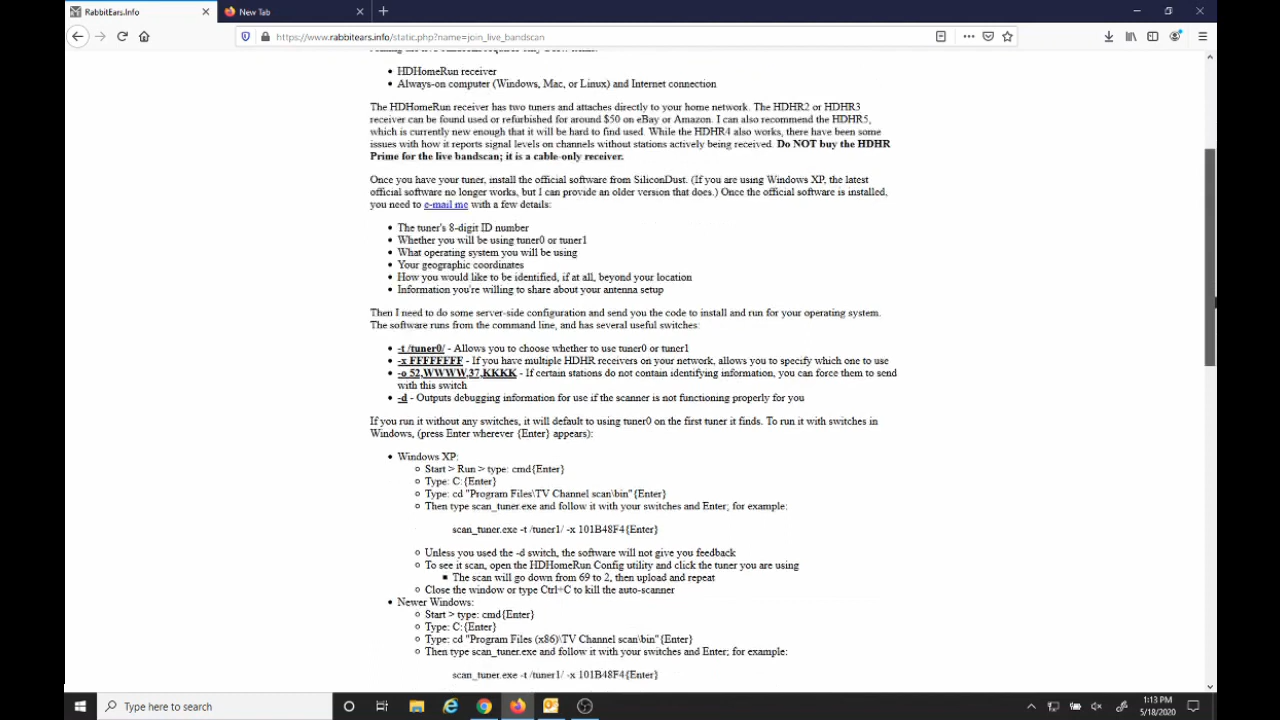 RabbitEars.Info
New Tab
https://www.rabbitears.info/static.php?name=join_live_bandscan
HDHomeRun receiver
Always-on computer (Windows, Mac, or Linux) and Internet connection
The HDHomeRun receiver has two tuners and attaches directly to your home network. The HDHR2 or HDHR3
receiver can be found used or refurbished for around $50 on eBay or Amazon. I can also recommend the HDHR5,
which is currently new enough that it will be hard to find used. While the HDHR4 also works, there have been some
issues with how it reports signal levels on channels without stations actively being received. Do NOT buy the HDHR
Prime for the live bandscan; it is a cable-only receiver.
Once you have your tuner, install the official software from SiliconDust. (If you are using Windows XP, the latest
official software no longer works, but I can provide an older version that does.) Once the official software is installed,
you need to e-mail me with a few details:
The tuner's 8-digit ID number
Whether you will be using tuner0 or tuner1
What operating system you will be using
Your geographic coordinates
How you would like to be identified, if at all, beyond your location
Information you're willing to share about your antenna setup
Then I need to do some server-side configuration and send you the code to install and run for your operating system.
The software runs from the command line, and has several useful switches:
-t /tuner0/ - Allows you to choose whether to use tuner0 or tuner1
-x FFFFFFFF - If you have multiple HDHR receivers on your network, allows you to specify which one to use
-o 52,WWWW,37,KKKK - If certain stations do not contain identifying information, you can force them to send
with this switch
-d - Outputs debugging information for use if the scanner is not functioning properly for you
If you run it without any switches, it will default to using tuner0 on the first tuner it finds. To run it with switches in
Windows, (press Enter wherever {Enter} appears):
Windows XP:
Start > Run > type: cmd{Enter}
Type: C:{Enter}
Type: cd "Program Files\TV Channel scan\bin"{Enter}
Then type scan_tuner.exe and follow it with your switches and Enter; for example:
scan_tuner.exe -t /tuner1/ -x 101B48F4{Enter}
Unless you used the -d switch, the software will not give you feedback
To see it scan, open the HDHomeRun Config utility and click the tuner you are using
The scan will go down from 69 to 2, then upload and repeat
Close the window or type Ctrl+C to kill the auto-scanner
Newer Windows:
Start > type: cmd{Enter}
Type: C:{Enter}
Type: cd "Program Files (x86)\TV Channel scan\bin"{Enter}
Then type scan_tuner.exe and follow it with your switches and Enter; for example:
scan_tuner.exe -t /tuner1/ -x 101B48F4{Enter}
Type here to search
1:13 PM
5/18/2020